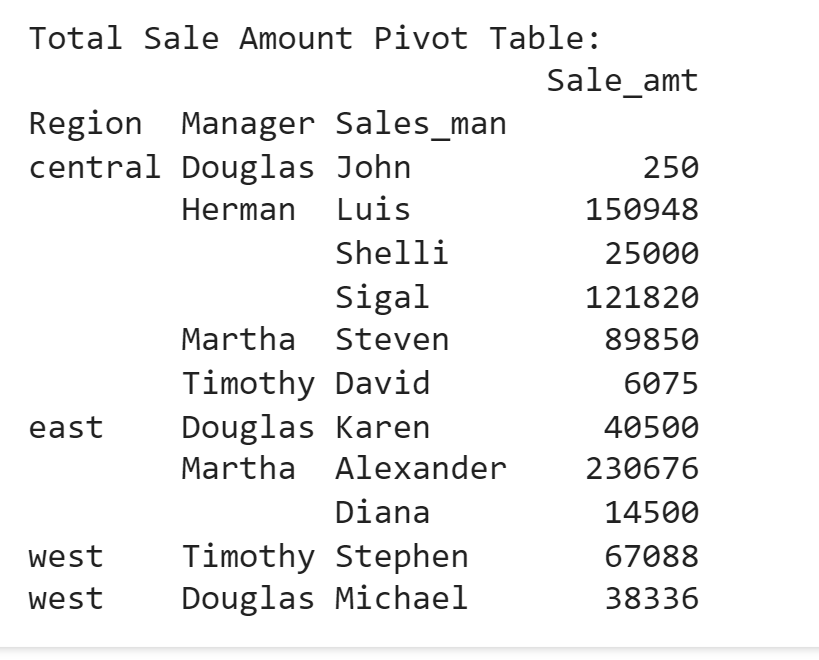 Total Sale Amount Pivot Table:
Sale_amt
Region Manager Sales_man
central Douglas John 250
Herman Luis 150948
Shelli 25000
Sigal 121820
Martha Steven 89850
Timothy David 6075
east Douglas Karen 40500
Martha Alexander 230676
Diana 14500
west Timothy Stephen 67088
west Douglas Michael 38336